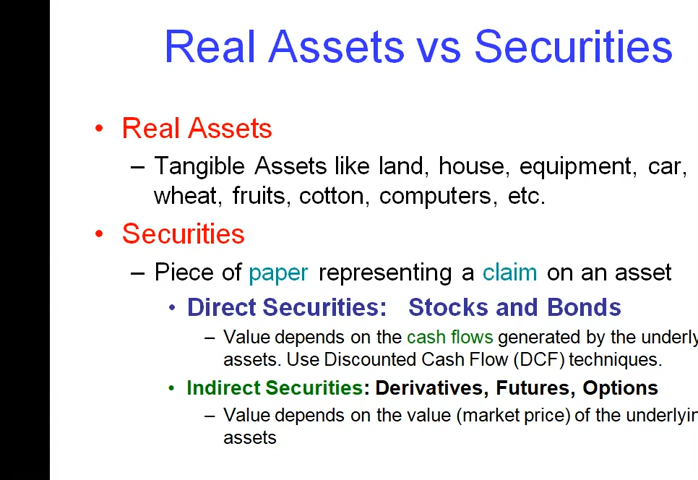 Real Assets vs Securities
• Real Assets
– Tangible Assets like land, house, equipment, car,
wheat, fruits, cotton, computers, etc.
• Securities
– Piece of paper representing a claim on an asset
• Direct Securities: Stocks and Bonds
– Value depends on the cash flows generated by the
assets. Use Discounted Cash Flow (DCF) techniques.
• Indirect Securities: Derivatives, Futures, Options
– Value depends on the value (market price) of the
assets